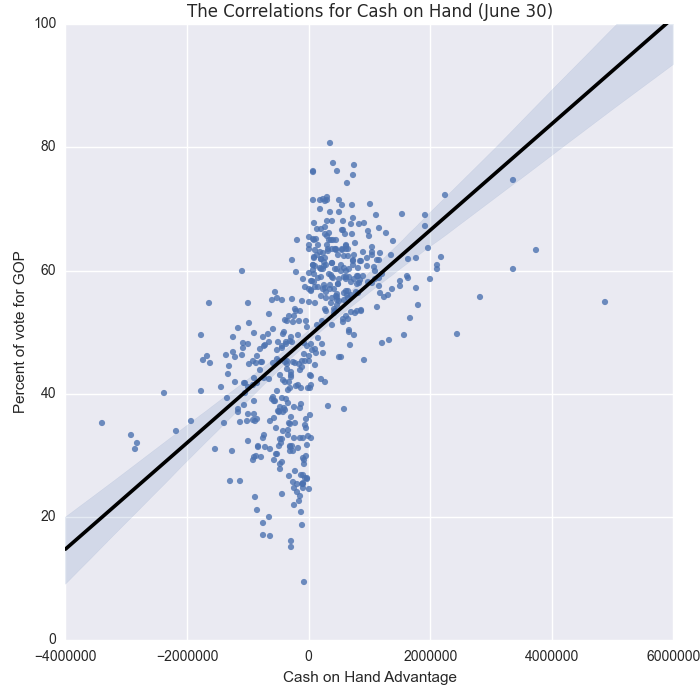 The Correlations for Cash on Hand (June 30)
100
80
60
40
20
0
Percent of vote for GOP
−4000000 −2000000 0 2000000 4000000 6000000
Cash on Hand Advantage